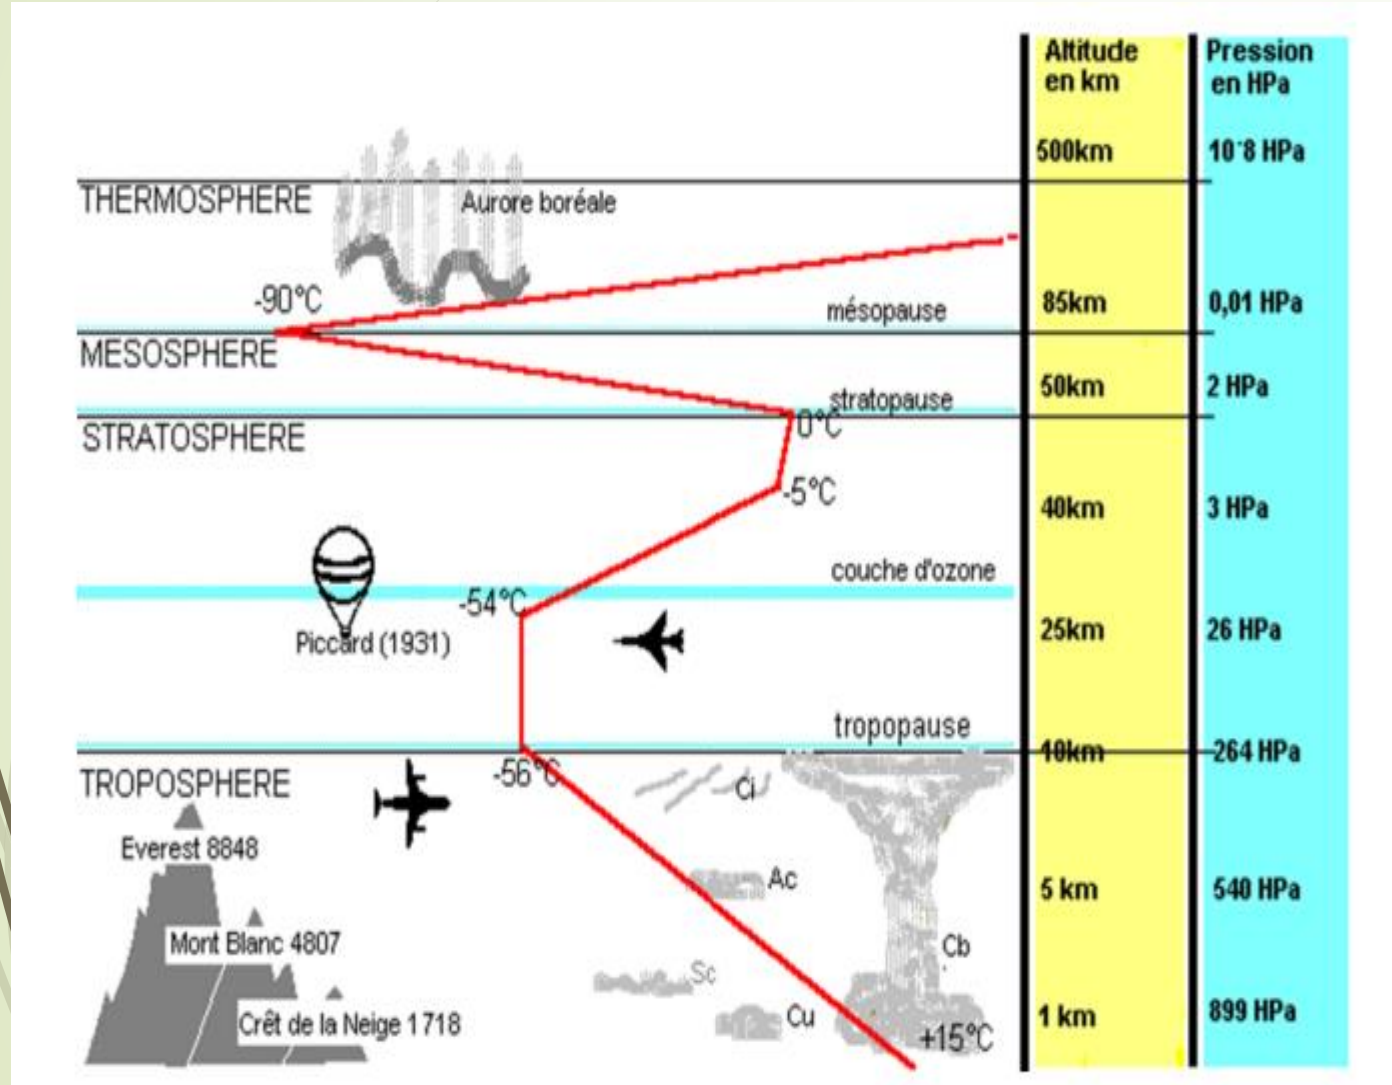 Altitude
en km
Pression
en HPa
500km
10-8 HPa
THERMOSPHERE
Aurore boréale
-90°C
mésopause
85km
0,01 HPa
MESOSPHERE
50km
2 HPa
stratopause
0°C
STRATOSPHERE
-5°C
40km
3 HPa
couche d'ozone
-54°C
25km
26 HPa
Piccard (1931)
tropopause
10km
264 HPa
-56°C
TROPOSPHERE
Ci
Everest 8848
Ac
5 km
540 HPa
Mont Blanc 4807
Cb
Sc
Cu
Crêt de la Neige 1718
1 km
899 HPa
+15°C